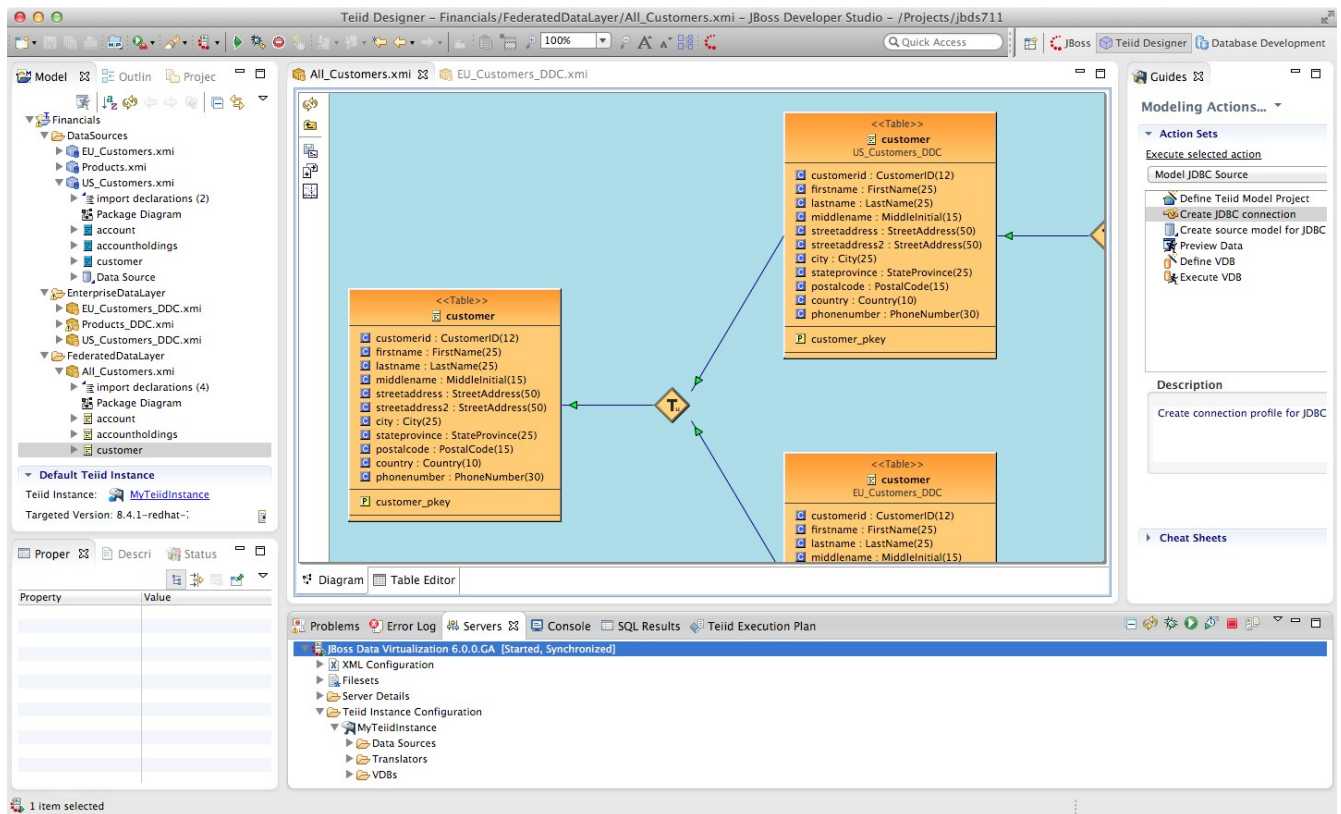 Teiid Designer – Financials/FederatedDataLayer/All_Customers.xmi – JBoss Developer Studio – /Projects/jbds711
100%
Quick Access
JBoss
Teiid Designer
Database Development
Model
Outlin
Projec
Financials
DataSources
EU_Customers.xmi
Products.xmi
US_Customers.xmi
import declarations (2)
Package Diagram
account
accountholdings
customer
Data Source
EnterpriseDataLayer
EU_Customers_DDC.xmi
Products_DDC.xmi
US_Customers_DDC.xmi
FederatedDataLayer
All_Customers.xmi
import declarations (4)
Package Diagram
account
accountholdings
customer
Default Teiid Instance
Teiid Instance: MyTeiidInstance
Targeted Version: 8.4.1-redhat-
Proper
Descri
Status
Property Value
All_Customers.xmi
EU_Customers_DDC.xmi
<<Table>>
customer
customerid : CustomerID(12)
firstname : FirstName(25)
lastname : LastName(25)
middlename : MiddleInitial(15)
streetaddress : StreetAddress(50)
streetaddress2 : StreetAddress(50)
city : City(25)
stateprovince : StateProvince(25)
postalcode : PostalCode(15)
country : Country(10)
phonenumber : PhoneNumber(30)
customer_pkey
T
<<Table>>
customer
US_Customers_DDC
customerid : CustomerID(12)
firstname : FirstName(25)
lastname : LastName(25)
middlename : MiddleInitial(15)
streetaddress : StreetAddress(50)
streetaddress2 : StreetAddress(50)
city : City(25)
stateprovince : StateProvince(25)
postalcode : PostalCode(15)
country : Country(10)
phonenumber : PhoneNumber(30)
customer_pkey
<<Table>>
customer
EU_Customers_DDC
customerid : CustomerID(12)
firstname : FirstName(25)
lastname : LastName(25)
middlename : MiddleInitial(15)
Diagram
Table Editor
Guides
Modeling Actions...
Action Sets
Execute selected action
Model JDBC Source
Define Teiid Model Project
Create JDBC connection
Create source model for JDBC
Preview Data
Define VDB
Execute VDB
Description
Create connection profile for JDBC
Cheat Sheets
Problems
Error Log
Servers
Console
SQL Results
Teiid Execution Plan
JBoss Data Virtualization 6.0.0.GA [Started, Synchronized]
XML Configuration
Filesets
Server Details
Teiid Instance Configuration
MyTeiidInstance
Data Sources
Translators
VDBs
1 item selected